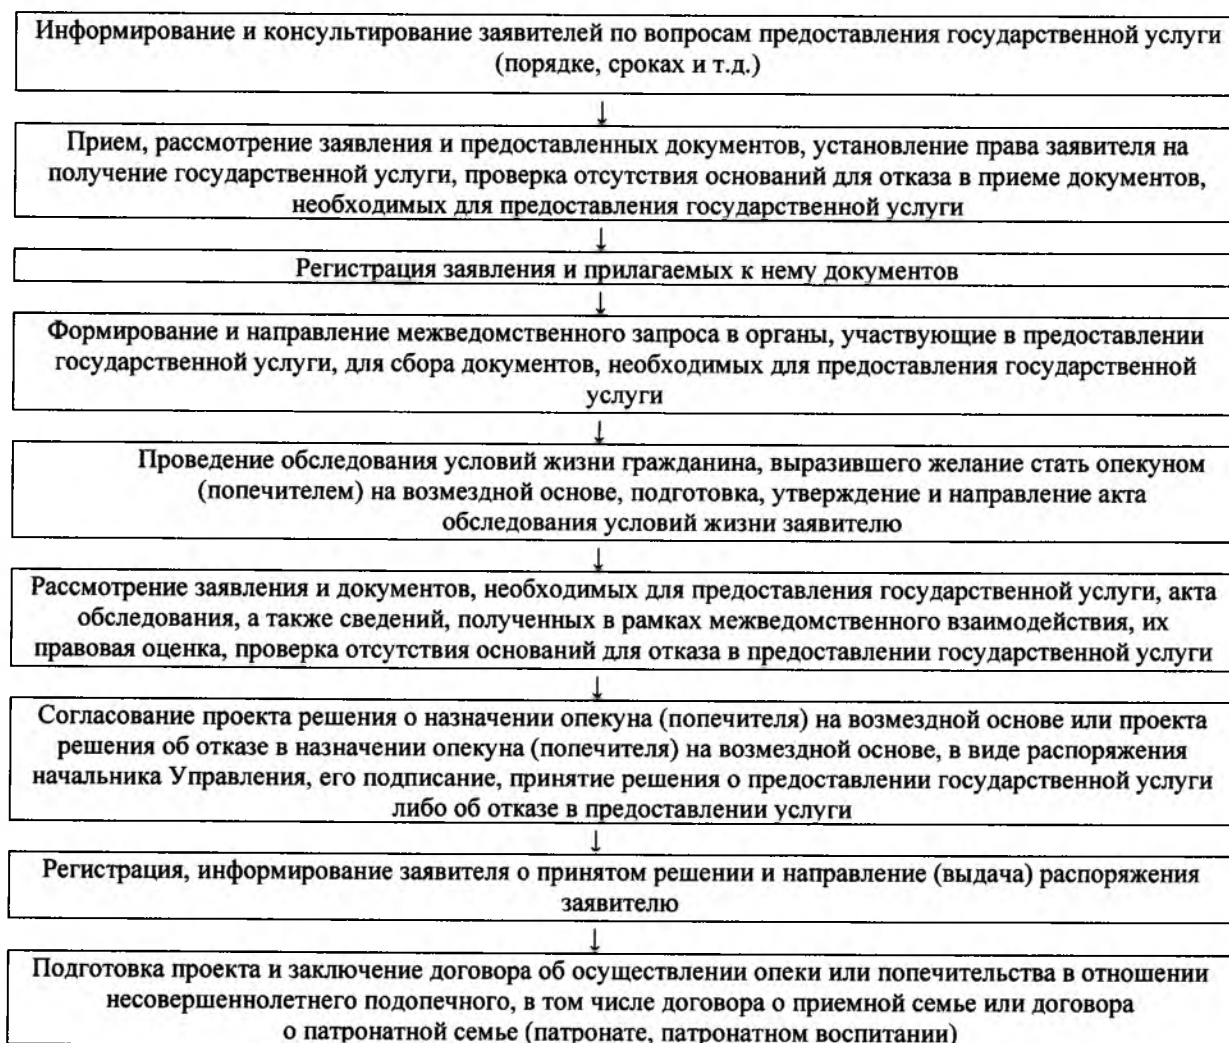 Информирование и консультирование заявителей по вопросам предоставления государственной услуги
(порядке, сроках и т.д.)
↓
Прием, рассмотрение заявления и предоставленных документов, установление права заявителя на
получение государственной услуги, проверка отсутствия оснований для отказа в приеме документов,
необходимых для предоставления государственной услуги
↓
Регистрация заявления и прилагаемых к нему документов
↓
Формирование и направление межведомственного запроса в органы, участвующие в предоставлении
государственной услуги, для сбора документов, необходимых для предоставления государственной
услуги
↓
Проведение обследования условий жизни гражданина, выразившего желание стать опекуном
(попечителем) на возмездной основе, подготовка, утверждение и направление акта
обследования условий жизни заявителю
↓
Рассмотрение заявления и документов, необходимых для предоставления государственной услуги, акта
обследования, а также сведений, полученных в рамках межведомственного взаимодействия, их
правовая оценка, проверка отсутствия оснований для отказа в предоставлении государственной услуги
↓
Согласование проекта решения о назначении опекуна (попечителя) на возмездной основе или проекта
решения об отказе в назначении опекуна (попечителя) на возмездной основе, в виде распоряжения
начальника Управления, его подписание, принятие решения о предоставлении государственной услуги
либо об отказе в предоставлении услуги
↓
Регистрация, информирование заявителя о принятом решении и направление (выдача) распоряжения
заявителю
↓
Подготовка проекта и заключение договора об осуществлении опеки или попечительства в отношении
несовершеннолетнего подопечного, в том числе договора о приемной семье или договора
о патронатной семье (патронате, патронатном воспитании)